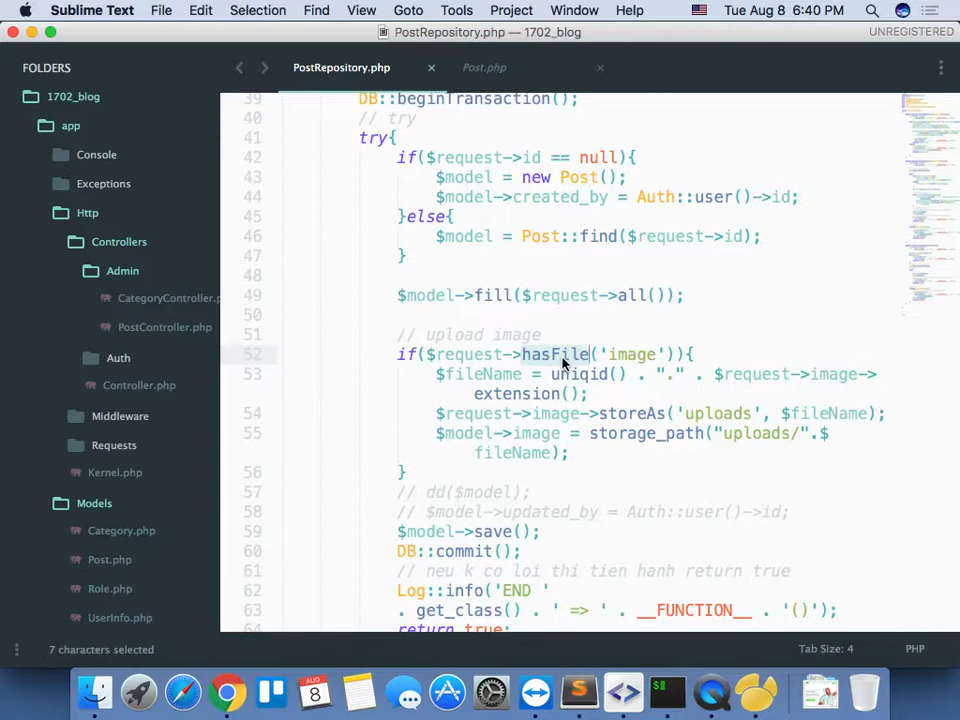 Sublime Text File Edit Selection Find View Goto Tools Project Window Help Tue Aug 8 6:40 PM
PostRepository.php — 1702_blog UNREGISTERED
FOLDERS
1702_blog
app
Console
Exceptions
Http
Controllers
Admin
CategoryController.p
PostController.php
Auth
Controller.php
Middleware
Requests
Kernel.php
Models
Category.php
Post.php
Role.php
UserInfo.php
PostRepository.php Post.php
39 DB::beginTransaction();
40 // try
41 try{
42 if($request->id == null){
43 $model = new Post();
44 $model->created_by = Auth::user()->id;
45 }else{
46 $model = Post::find($request->id);
47 }
48
49 $model->fill($request->all());
50
51 // upload image
52 if($request->hasFile('image')){
53 $fileName = uniqid() . "." . $request->image->
extension();
54 $request->image->storeAs('uploads', $fileName);
55 $model->image = storage_path("uploads/".$
fileName);
56 }
57 // dd($model);
58 // $model->updated_by = Auth::user()->id;
59 $model->save();
60 DB::commit();
61 // neu k co loi thi tien hanh return true
62 Log::info('END '
63 . get_class() . ' => ' . __FUNCTION__ . '()');
64 return true;
7 characters selected Tab Size: 4 PHP
AUG
8